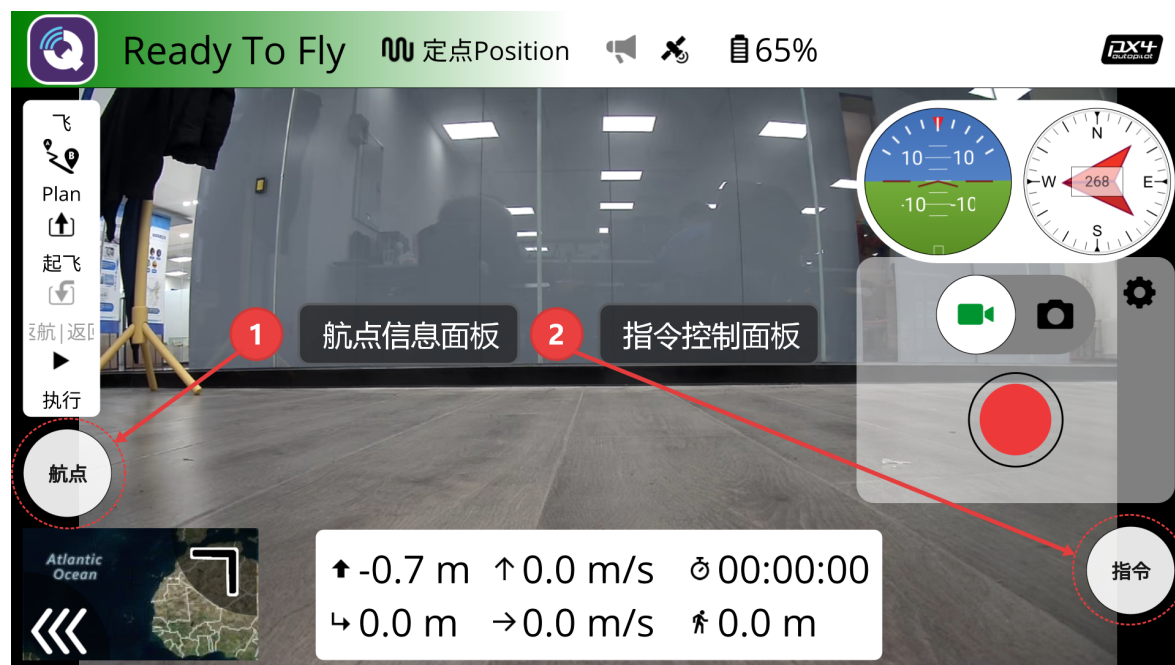 Ready To Fly
定点Position
65%
PX4
autopilot
飞
Plan
起飞
返航|返回
执行
航点
1
航点信息面板
2
指令控制面板
10 10
-10 -10
N
W 268 E
S
Atlantic
Ocean
-0.7 m 0.0 m/s 00:00:00
0.0 m 0.0 m/s 0.0 m
指令